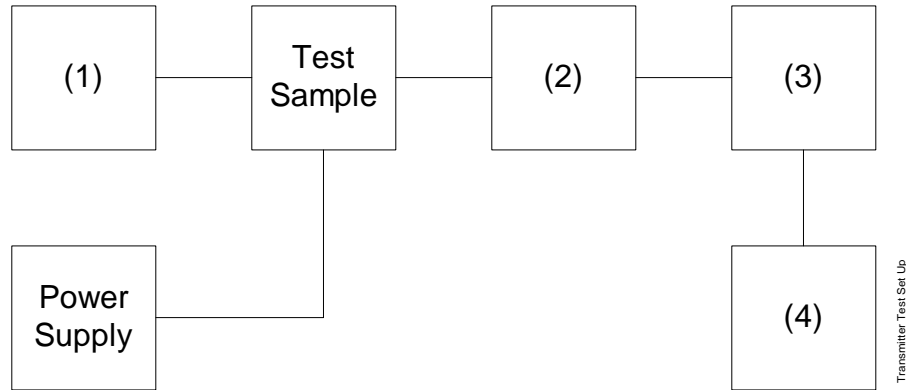 (1)
Test
Sample
(2)
(3)
Power
Supply
(4)
Transmitter Test Set Up